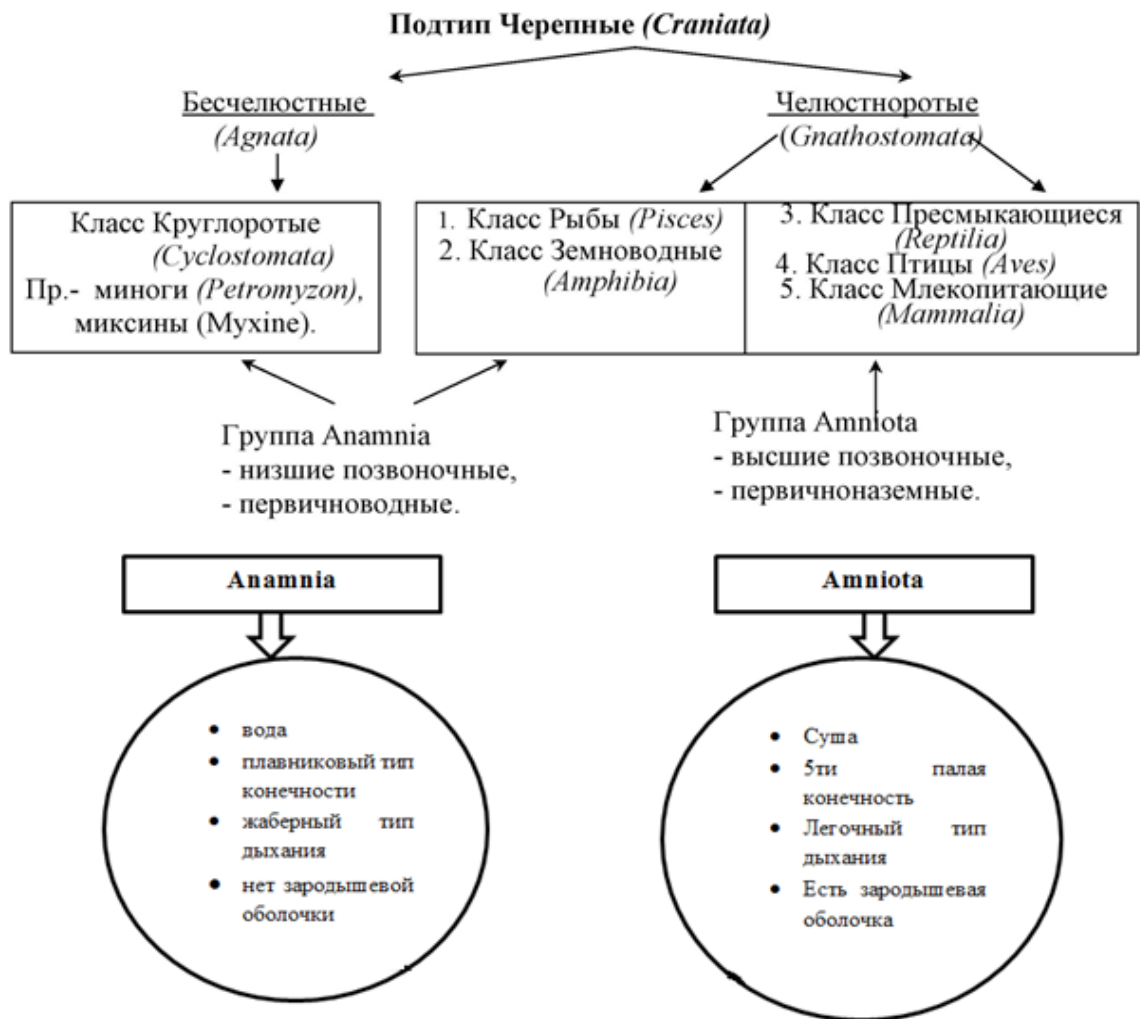 Подтип Черепные (Craniata)
Бесчелюстные
(Agnata)
Челюстноротые
(Gnathostomata)
Класс Круглоротые
(Cyclostomata)
Пр.- миноги (Petromyzon),
миксины (Myxine).
1. Класс Рыбы (Pisces)
2. Класс Земноводные
(Amphibia)
3. Класс Пресмыкающиеся
(Reptilia)
4. Класс Птицы (Aves)
5. Класс Млекопитающие
(Mammalia)
Группа Anamnia
- низшие позвоночные,
- первичноводные.
Группа Amniota
- высшие позвоночные,
- первичноназемные.
Anamnia
• вода
• плавниковый тип
конечности
• жаберный тип
дыхания
• нет зародышевой
оболочки
Amniota
• Суша
• 5ти палая
конечность
• Легочный тип
дыхания
• Есть зародышевая
оболочка